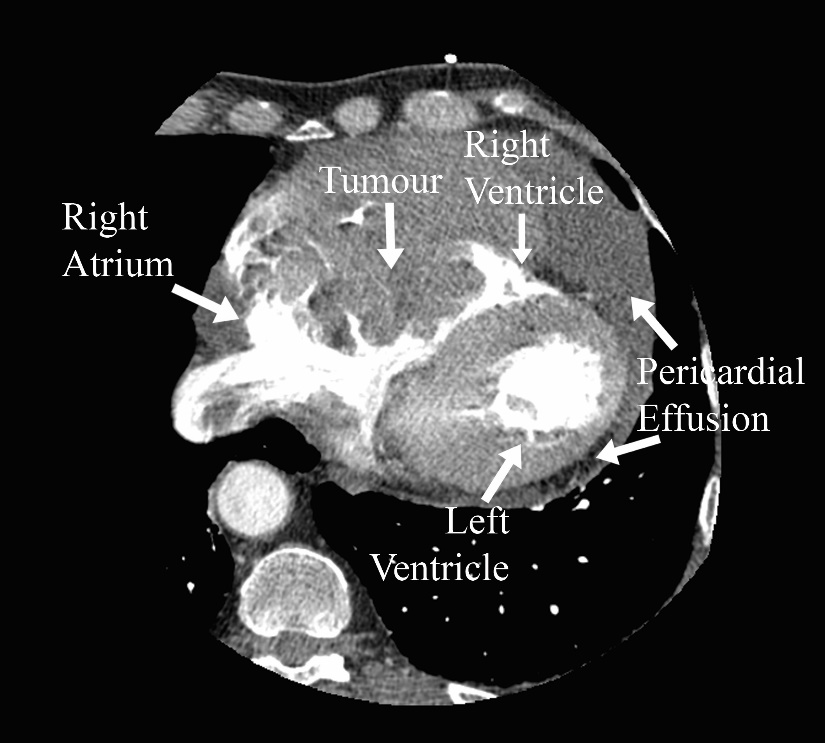 Right
Ventricle
Tumour
Right
Atrium
Pericardial
Effusion
Left
Ventricle